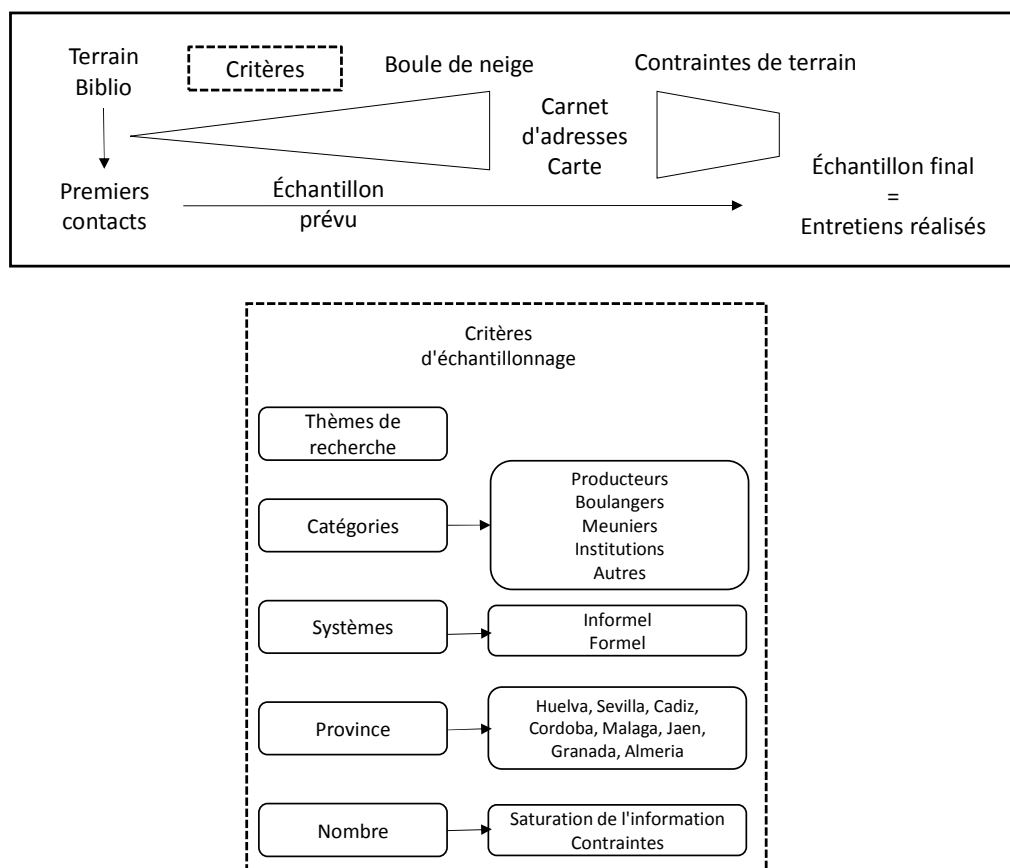 Terrain
Biblio
Critères
Boule de neige
Contraintes de terrain
Carnet
d'adresses
Carte
Premiers
contacts
Échantillon
prévu
Échantillon final
=
Entretiens réalisés
Critères
d'échantillonnage
Thèmes de
recherche
Catégories
Producteurs
Boulangers
Meuniers
Institutions
Autres
Systèmes
Informel
Formel
Province
Huelva, Sevilla, Cadiz,
Cordoba, Malaga, Jaen,
Granada, Almeria
Nombre
Saturation de l'information
Contraintes